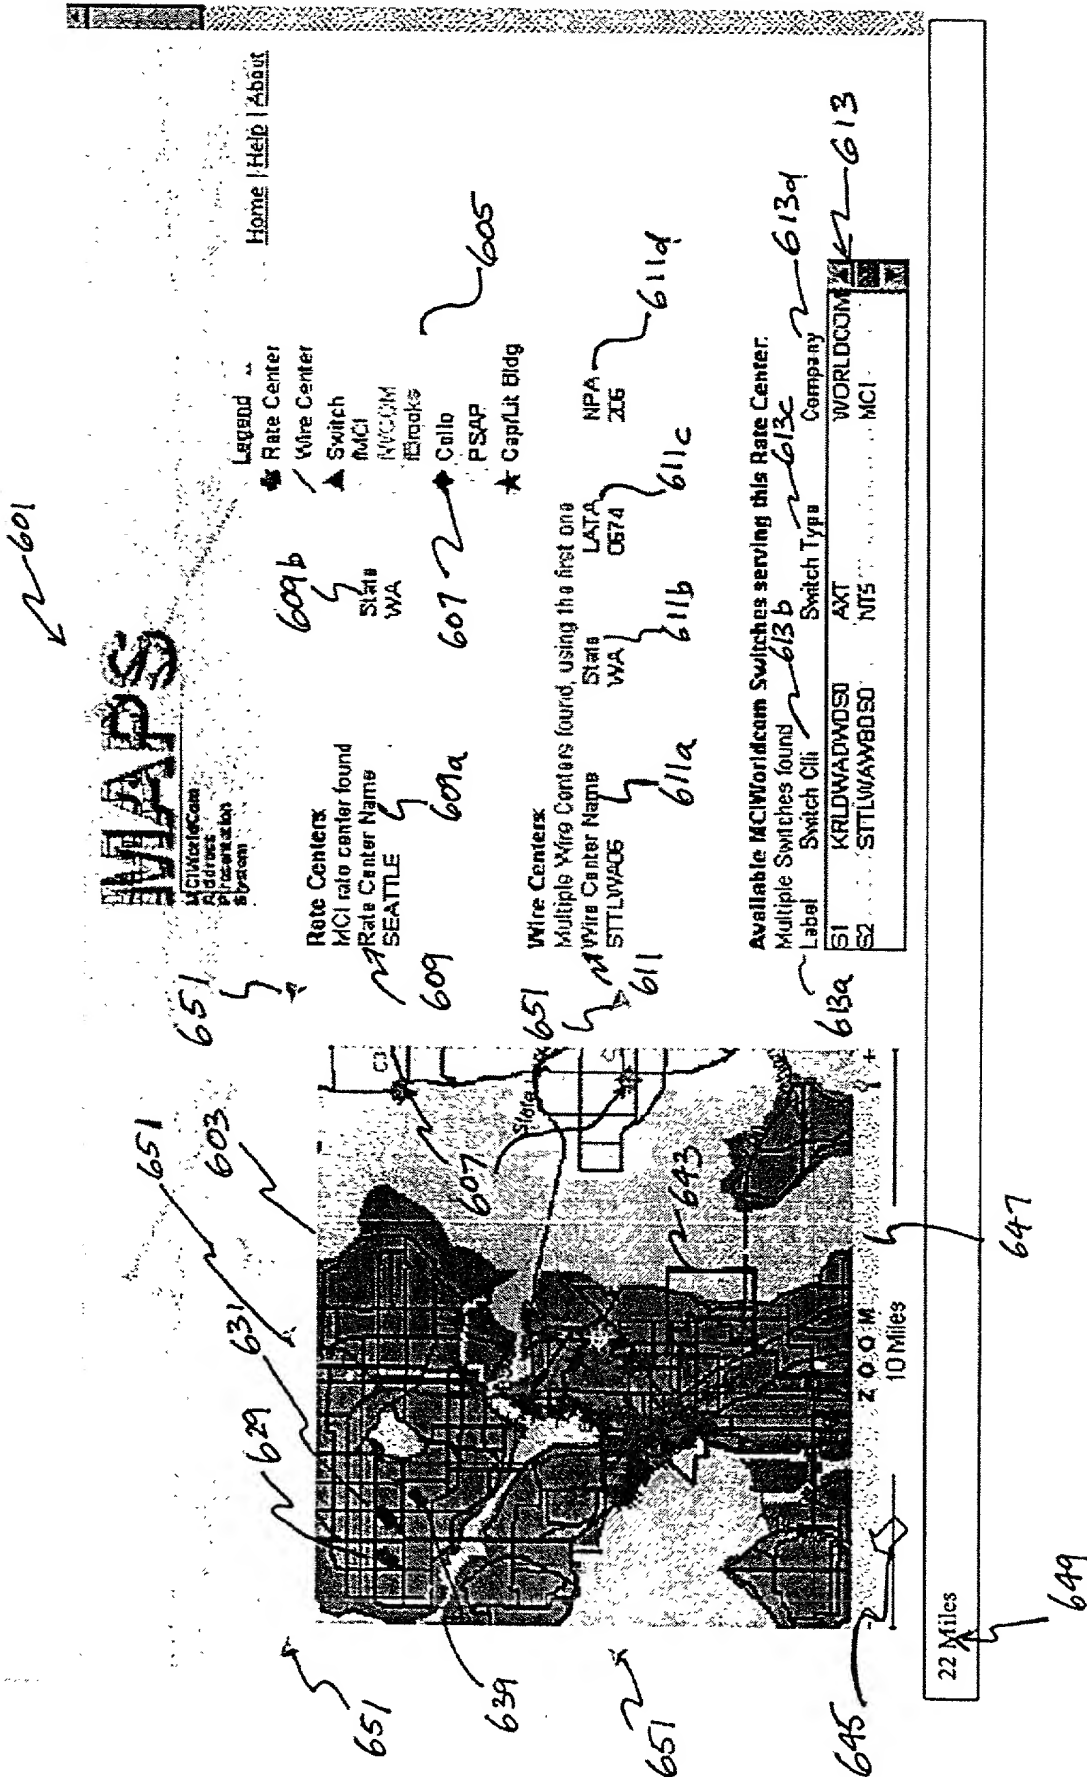 601
MAPS
MCIWorldCom
Address
Presentation
System
Home | Help | About
Legend
Rate Center
Wire Center
Switch
MCI
WCOM
Brooks
Collo
PSAP
Cap/Lit Bldg
605
607
Rate Centers:
MCI rate center found
Rate Center Name State
SEATTLE WA
609
609a
609b
Wire Centers:
Multiple Wire Centers found, using the first one
Wire Center Name State LATA NPA
STTLWA06 WA 0674 206
611
611a
611b
611c
611d
Available MCIWorldcom Switches serving this Rate Center:
Multiple Switches found
Label Switch Clli Switch Type Company
S1 KRLDWADWDS0 AXT WORLDCOM
S2 STTLWAWBDS0 NT5 MCI
613
613a
613b
613c
613d
651
651
651
651
651
603
631
629
639
607
643
ZOOM
- +
10 Miles
645
647
22 Miles
649